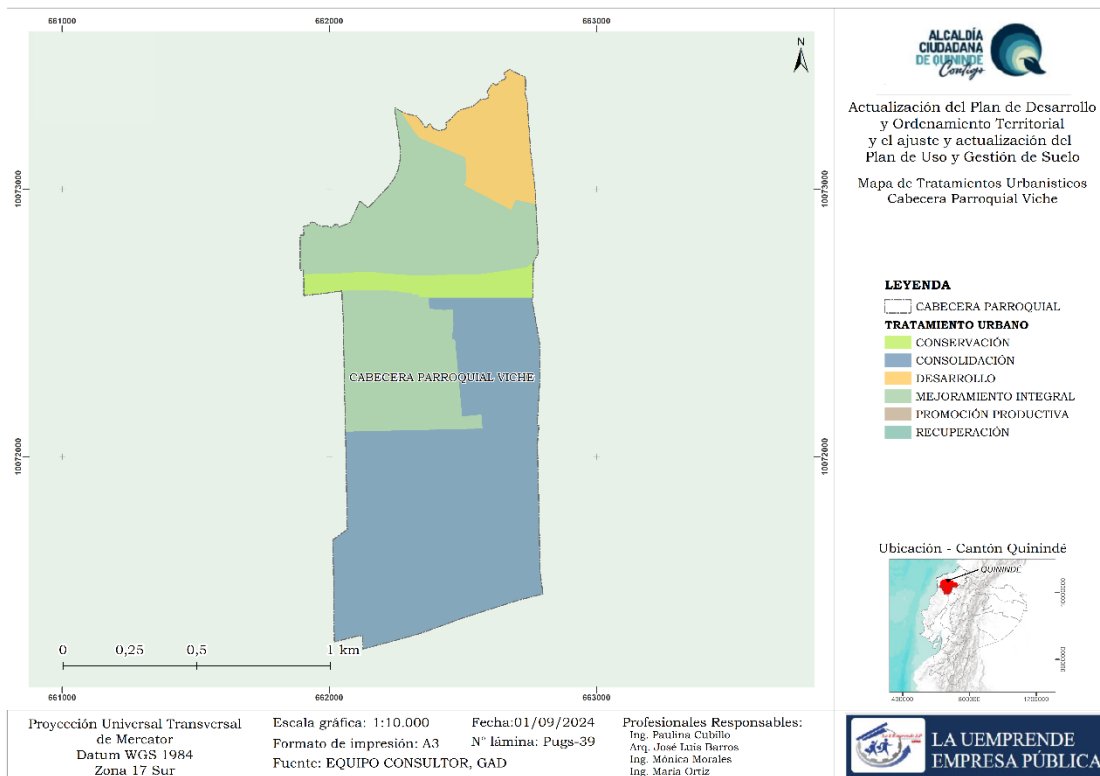 661000
662000
663000
10073000
10073000
10072000
10072000
N
CABECERA PARROQUIAL VICHE
0
0,25
0,5
1 km
661000
662000
663000
ALCALDÍA
CIUDADANA
DE QUININDÉ
Contigo
Actualización del Plan de Desarrollo
y Ordenamiento Territorial
y el ajuste y actualización del
Plan de Uso y Gestión de Suelo
Mapa de Tratamientos Urbanísticos
Cabecera Parroquial Viche
LEYENDA
CABECERA PARROQUIAL
TRATAMIENTO URBANO
CONSERVACIÓN
CONSOLIDACIÓN
DESARROLLO
MEJORAMIENTO INTEGRAL
PROMOCIÓN PRODUCTIVA
RECUPERACIÓN
Ubicación - Cantón Quinindé
QUININDÉ
Proyección Universal Transversal
de Mercator
Datum WGS 1984
Zona 17 Sur
Escala gráfica: 1:10.000
Formato de impresión: A3
Fuente: EQUIPO CONSULTOR, GAD
Fecha:01/09/2024
N° lámina: Pugs-39
Profesionales Responsables:
Ing. Paulina Cubillo
Arq. José Luis Barros
Ing. Mónica Morales
Ing. María Ortiz
LA UEMPRENDE
EMPRESA PÚBLICA